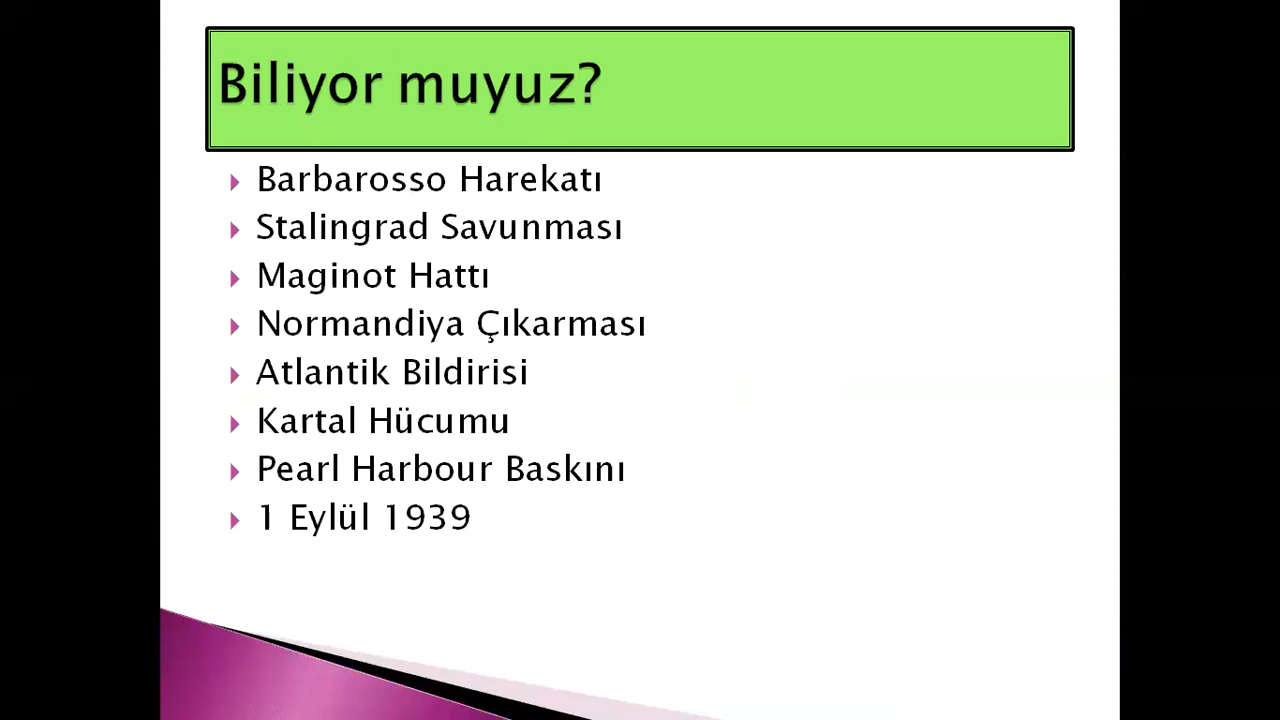 Biliyor muyuz?
Barbarosso Harekatı
Stalingrad Savunması
Maginot Hattı
Normandiya Çıkarması
Atlantik Bildirisi
Kartal Hücumu
Pearl Harbour Baskını
1 Eylül 1939